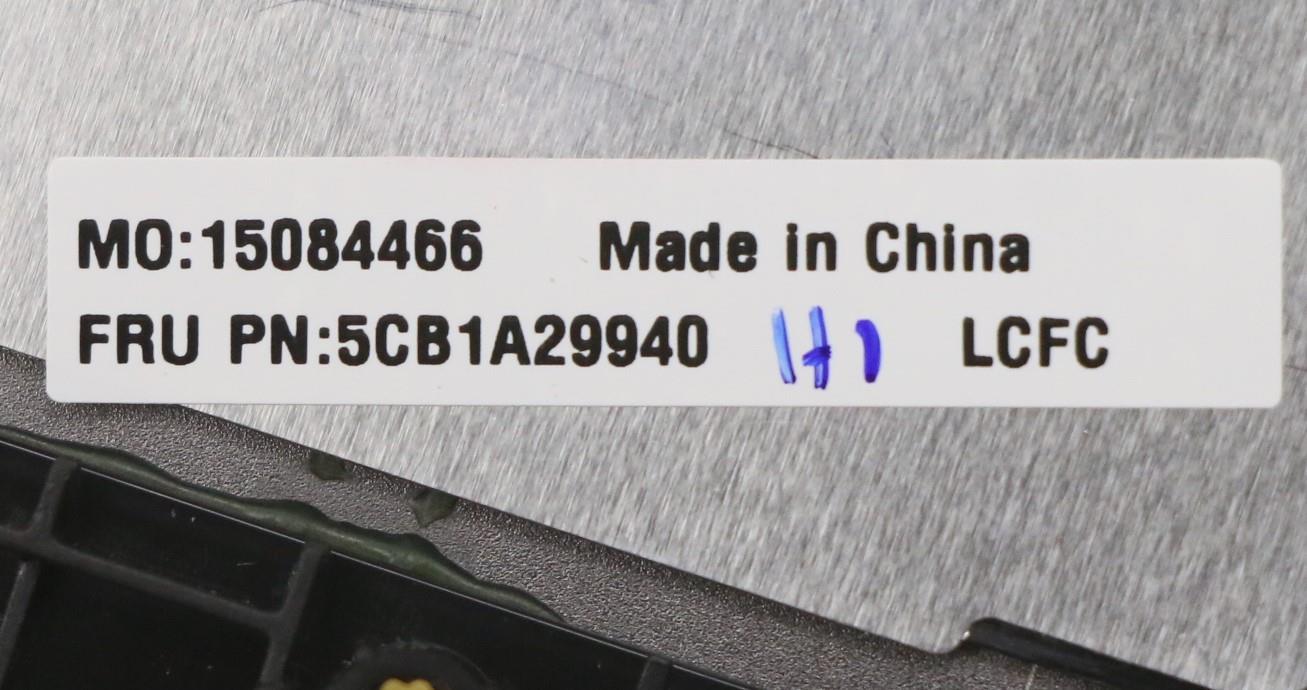 MO:15084466 Made in China
FRU PN:5CB1A29940 LCFC